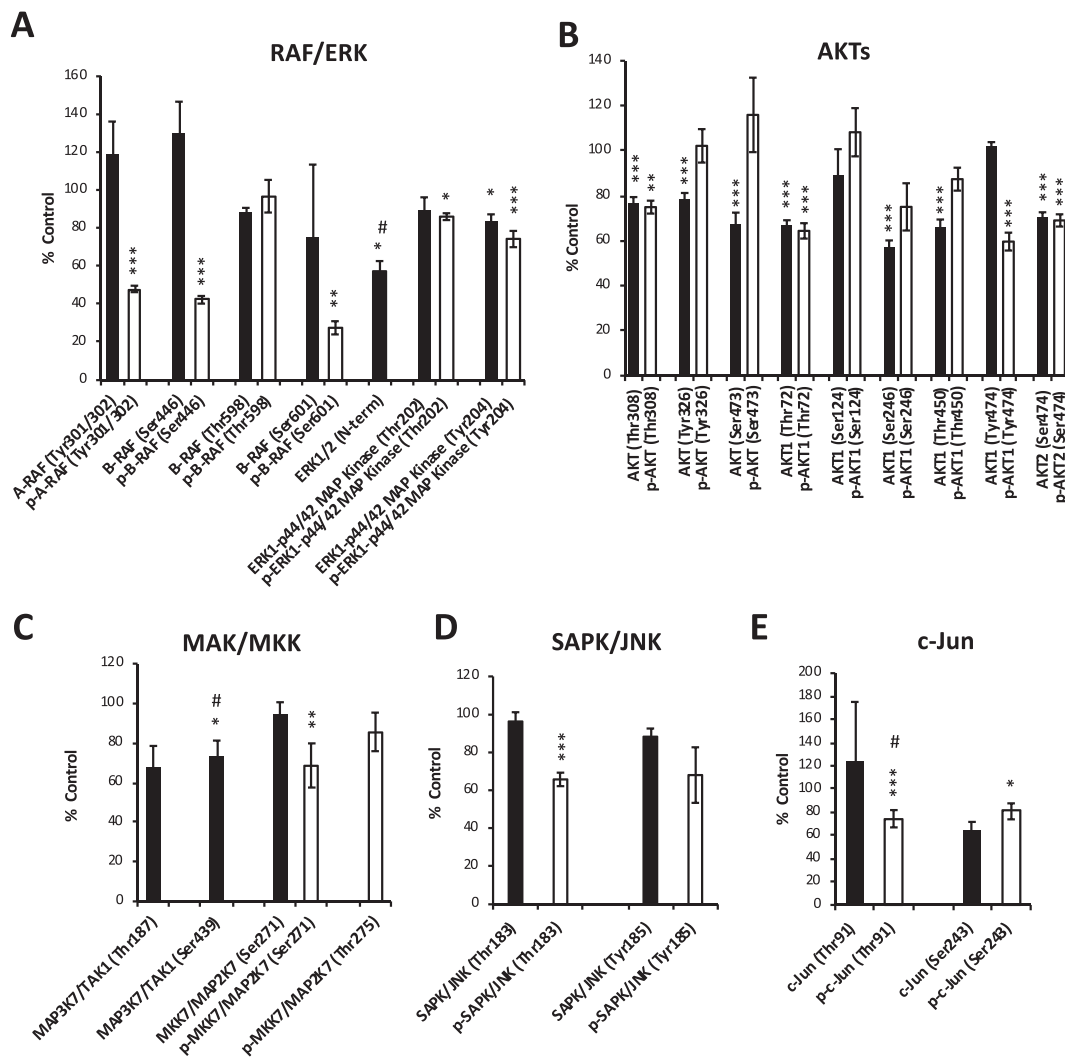 A
RAF/ERK
% Control
160
140
120
100
80
60
40
20
0
***
***
**
#
*
*
*
***
A-RAF (Tyr301/302)
p-A-RAF (Tyr301/302)
B-RAF (Ser446)
p-B-RAF (Ser446)
B-RAF (Thr598)
p-B-RAF (Thr598)
B-RAF (Ser601)
p-B-RAF (Ser601)
ERK1/2 (N-term)
ERK1-p44/42 MAP Kinase (Thr202)
p-ERK1-p44/42 MAP Kinase (Thr202)
ERK1-p44/42 MAP Kinase (Tyr204)
p-ERK1-p44/42 MAP Kinase (Tyr204)
B
AKTs
% Control
140
120
100
80
60
40
20
0
***
**
***
***
***
***
***
***
***
***
***
AKT (Thr308)
p-AKT (Thr308)
AKT (Tyr326)
p-AKT (Tyr326)
AKT (Ser473)
p-AKT (Ser473)
AKT1 (Thr72)
p-AKT1 (Thr72)
AKT1 (Ser124)
p-AKT1 (Ser124)
AKT1 (Ser246)
p-AKT1 (Ser246)
AKT1 (Thr450)
p-AKT1 (Thr450)
AKT1 (Tyr474)
p-AKT1 (Tyr474)
AKT2 (Ser474)
p-AKT2 (Ser474)
C
MAK/MKK
% Control
120
100
80
60
40
20
0
#
*
**
MAP3K7/TAK1 (Thr187)
MAP3K7/TAK1 (Ser439)
MKK7/MAP2K7 (Ser271)
p-MKK7/MAP2K7 (Ser271)
p-MKK7/MAP2K7 (Thr275)
D
SAPK/JNK
% Control
120
100
80
60
40
20
0
***
SAPK/JNK (Thr183)
p-SAPK/JNK (Thr183)
SAPK/JNK (Tyr185)
p-SAPK/JNK (Tyr185)
E
c-Jun
% Control
200
180
160
140
120
100
80
60
40
20
0
#
***
*
c-Jun (Thr91)
p-c-Jun (Thr91)
c-Jun (Ser243)
p-c-Jun (Ser243)